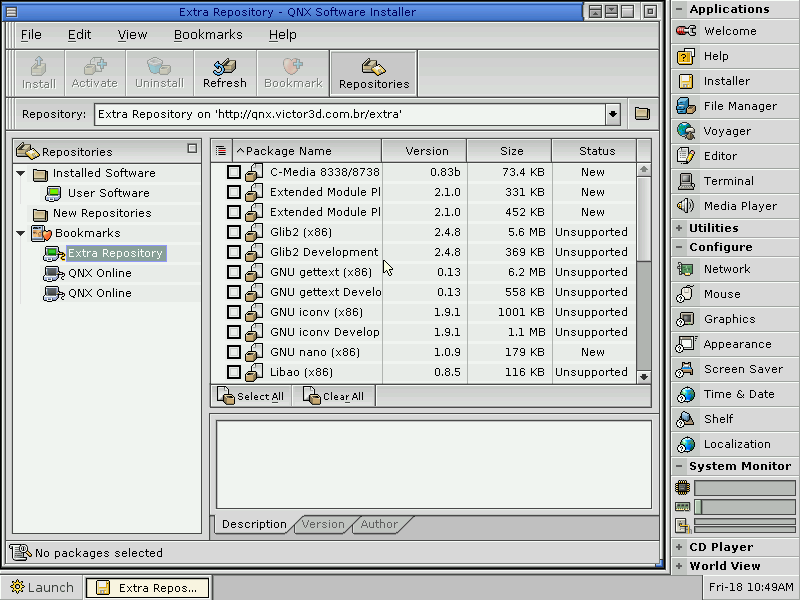 Extra Repository - QNX Software Installer
File Edit View Bookmarks Help
Install Activate Uninstall Refresh Bookmark Repositories
Repository: Extra Repository on 'http://qnx.victor3d.com.br/extra'
Repositories
Installed Software
User Software
New Repositories
Bookmarks
Extra Repository
QNX Online
QNX Online
^Package Name Version Size Status
C-Media 8338/8738 0.83b 73.4 KB New
Extended Module Pl 2.1.0 331 KB New
Extended Module Pl 2.1.0 452 KB New
Glib2 (x86) 2.4.8 5.6 MB Unsupported
Glib2 Development 2.4.8 369 KB Unsupported
GNU gettext (x86) 0.13 6.2 MB Unsupported
GNU gettext Develo 0.13 558 KB Unsupported
GNU iconv (x86) 1.9.1 1001 KB Unsupported
GNU iconv Develop 1.9.1 1.1 MB Unsupported
GNU nano (x86) 1.0.9 179 KB New
Libao (x86) 0.8.5 116 KB Unsupported
Select All Clear All
Description Version Author
No packages selected
Launch Extra Repos...
Applications
Welcome
Help
Installer
File Manager
Voyager
Editor
Terminal
Media Player
Utilities
Configure
Network
Mouse
Graphics
Appearance
Screen Saver
Time & Date
Shelf
Localization
System Monitor
CD Player
World View
Fri-18 10:49AM